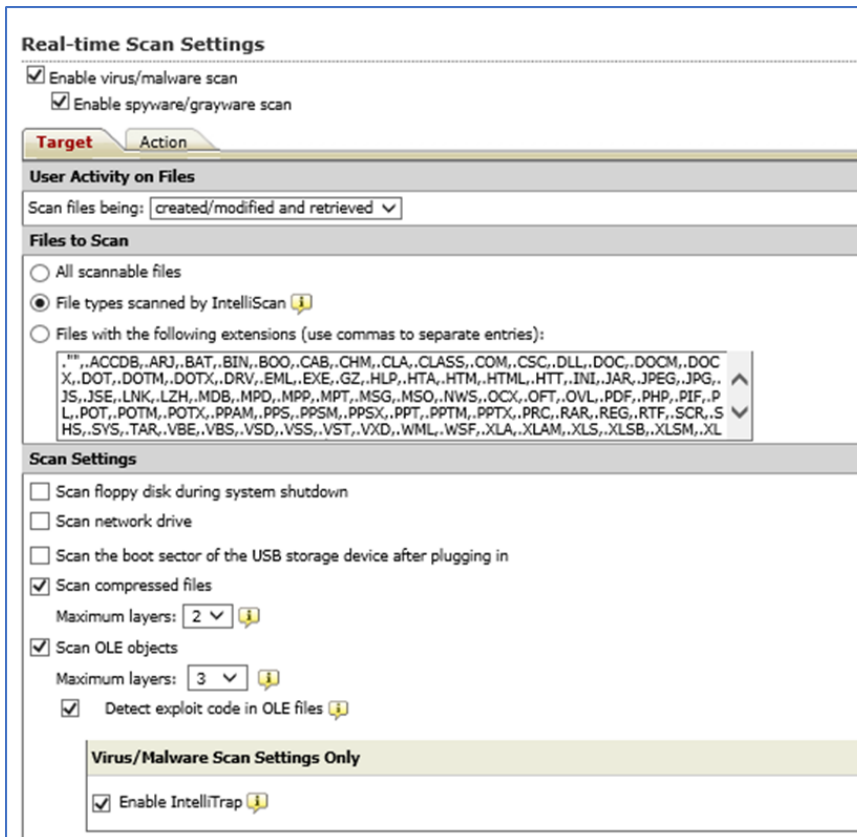 Real-time Scan Settings
Enable virus/malware scan
Enable spyware/grayware scan
Target Action
User Activity on Files
Scan files being: created/modified and retrieved
Files to Scan
All scannable files
File types scanned by IntelliScan
Files with the following extensions (use commas to separate entries):
."",.ACCDB,.ARJ,.BAT,.BIN,.BOO,.CAB,.CHM,.CLA,.CLASS,.COM,.CSC,.DLL,.DOC,.DOCM,.DOC
X,.DOT,.DOTM,.DOTX,.DRV,.EML,.EXE,.GZ,.HLP,.HTA,.HTM,.HTML,.HTT,.INI,.JAR,.JPEG,.JPG,.
JS,.JSE,.LNK,.LZH,.MDB,.MPD,.MPP,.MPT,.MSG,.MSO,.NWS,.OCX,.OFT,.OVL,.PDF,.PHP,.PIF,.P
L,.POT,.POTM,.POTX,.PPAM,.PPS,.PPSM,.PPSX,.PPT,.PPTM,.PPTX,.PRC,.RAR,.REG,.RTF,.SCR,.S
HS,.SYS,.TAR,.VBE,.VBS,.VSD,.VSS,.VST,.VXD,.WML,.WSF,.XLA,.XLAM,.XLS,.XLSB,.XLSM,.XL
Scan Settings
Scan floppy disk during system shutdown
Scan network drive
Scan the boot sector of the USB storage device after plugging in
Scan compressed files
Maximum layers: 2
Scan OLE objects
Maximum layers: 3
Detect exploit code in OLE files
Virus/Malware Scan Settings Only
Enable IntelliTrap